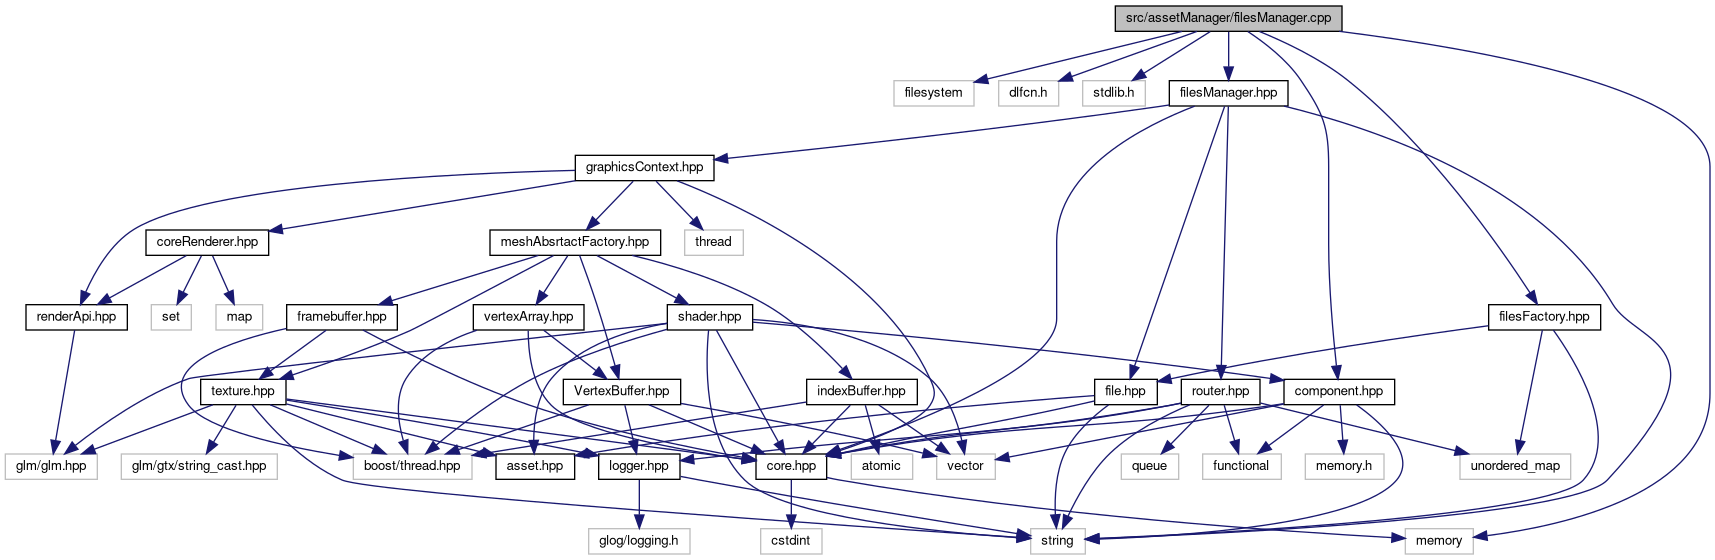 src/assetManager/filesManager.cpp
filesystem
dlfcn.h
stdlib.h
filesManager.hpp
graphicsContext.hpp
coreRenderer.hpp
meshAbsrtactFactory.hpp
thread
renderApi.hpp
set
map
framebuffer.hpp
vertexArray.hpp
shader.hpp
filesFactory.hpp
texture.hpp
VertexBuffer.hpp
indexBuffer.hpp
file.hpp
router.hpp
component.hpp
glm/glm.hpp
glm/gtx/string_cast.hpp
boost/thread.hpp
asset.hpp
logger.hpp
core.hpp
atomic
vector
queue
functional
memory.h
unordered_map
glog/logging.h
cstdint
string
memory